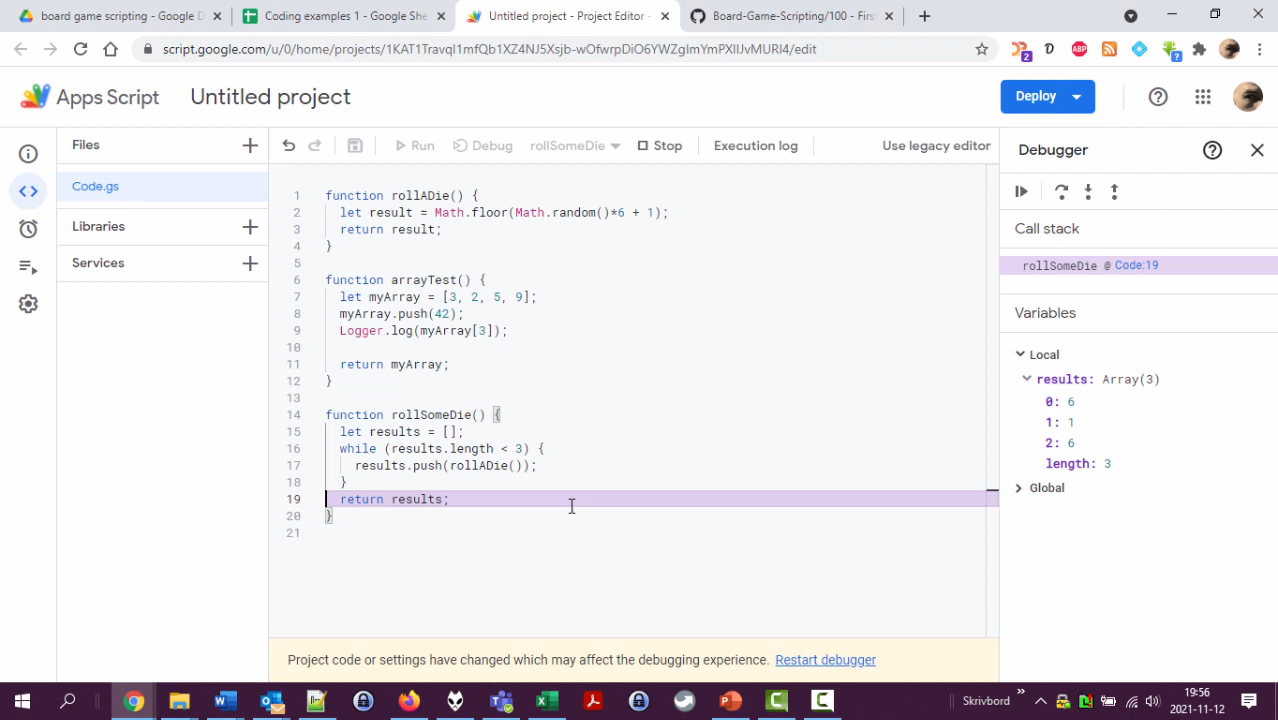 board game scripting - Google D
Coding examples 1 - Google She
Untitled project - Project Editor -
Board-Game-Scripting/100 - First
script.google.com/u/0/home/projects/1KAT1Travql1mfQb1XZ4NJ5Xsjb-wOfwrpDiO6YWZgImYmPXlIJvMURI4/edit
2
ABP
?
Apps Script
Untitled project
Deploy
Files
Run
Debug
rollSomeDie
Stop
Execution log
Use legacy editor
Debugger
Code.gs
Libraries
Services
1 function rollADie() {
2 let result = Math.floor(Math.random()*6 + 1);
3 return result;
4 }
5
6 function arrayTest() {
7 let myArray = [3, 2, 5, 9];
8 myArray.push(42);
9 Logger.log(myArray[3]);
10
11 return myArray;
12 }
13
14 function rollSomeDie() {
15 let results = [];
16 while (results.length < 3) {
17 results.push(rollADie());
18 }
19 return results;
20 }
21
Call stack
rollSomeDie @ Code:19
Variables
Local
results: Array(3)
0: 6
1: 1
2: 6
length: 3
Global
Project code or settings have changed which may affect the debugging experience. Restart debugger
Skrivbord
19:56
2021-11-12